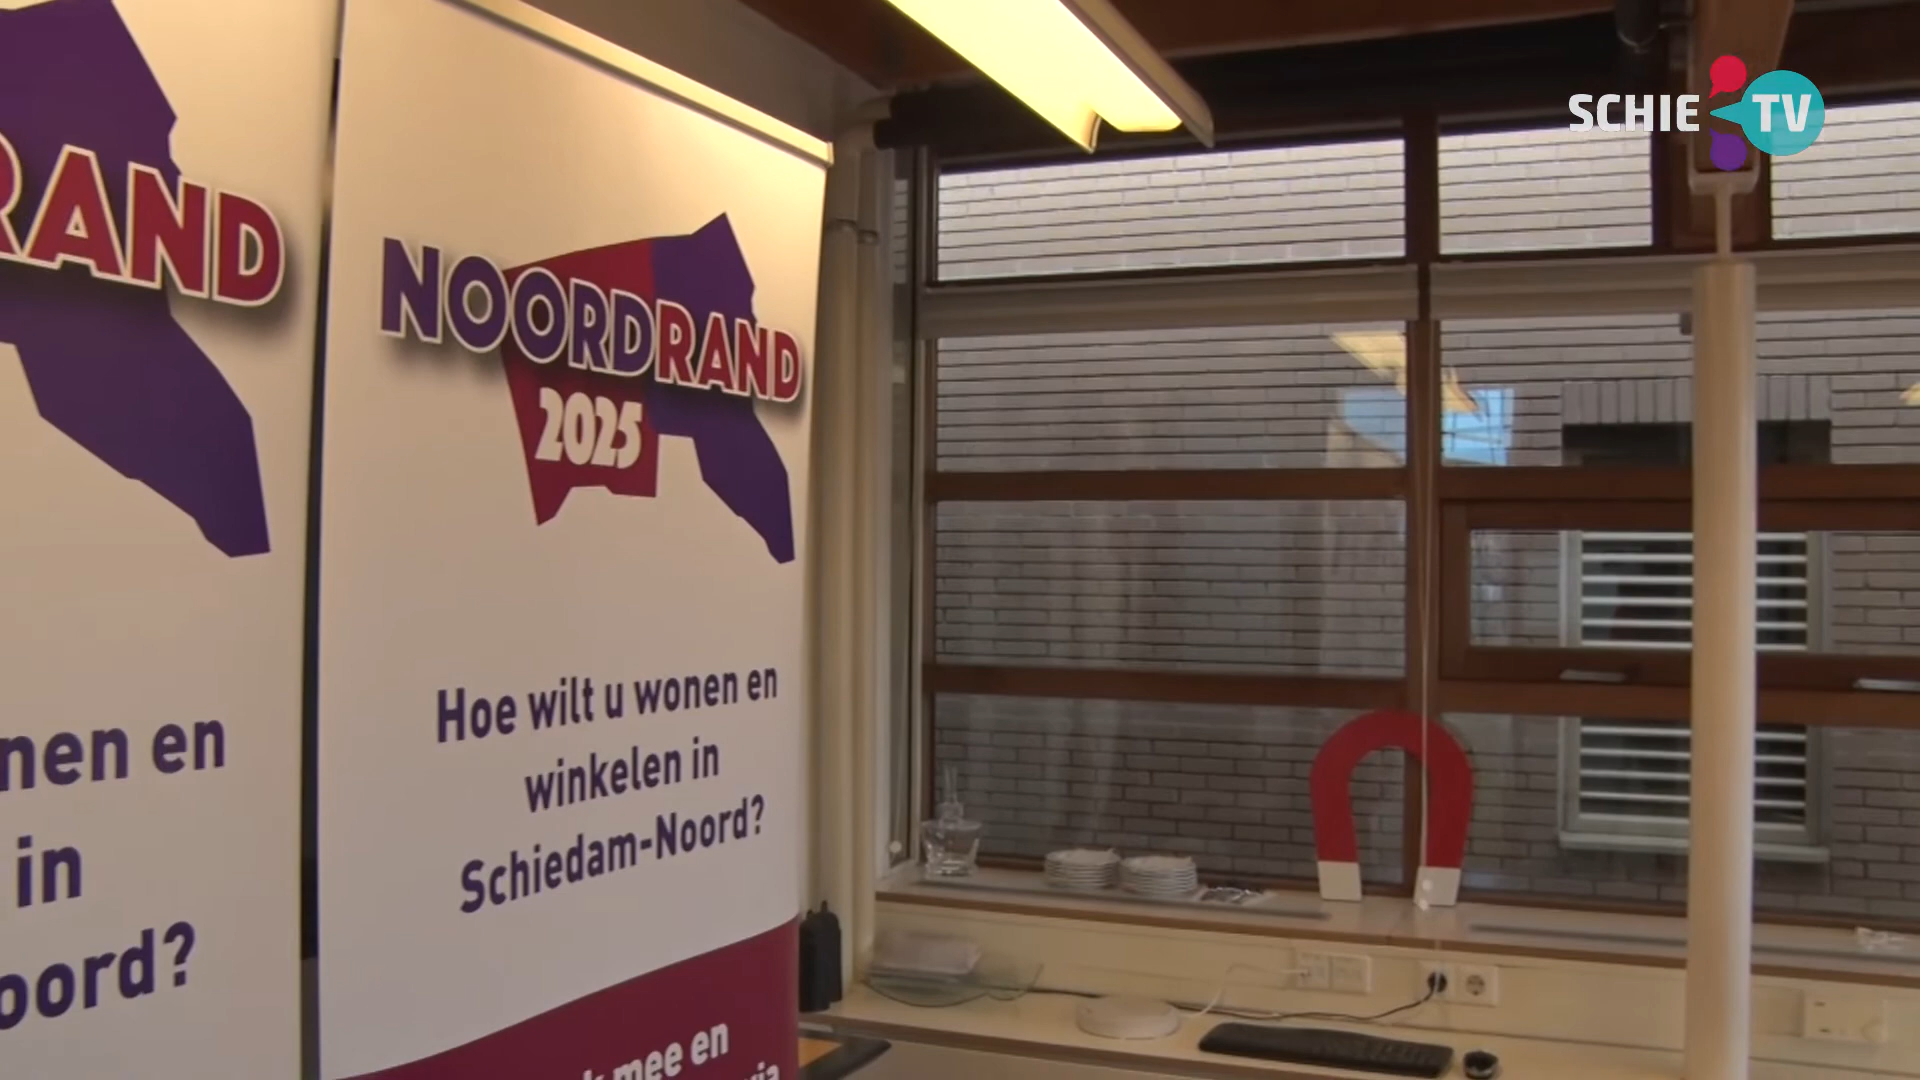 SCHIE TV
RAND
nen en
in
oord?
NOORDRAND
2025
Hoe wilt u wonen en
winkelen in
Schiedam-Noord?
mee en
via